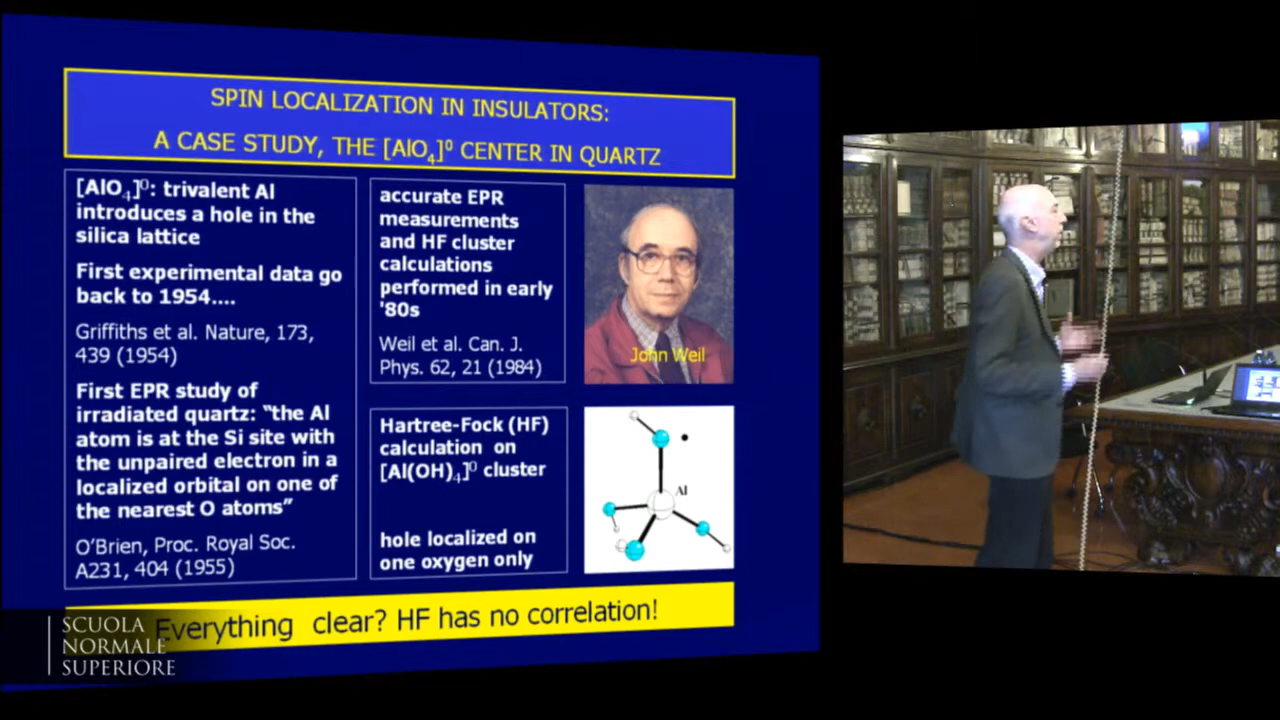 SPIN LOCALIZATION IN INSULATORS:
A CASE STUDY, THE [AlO₄]⁰ CENTER IN QUARTZ
[AlO₄]⁰: trivalent Al
introduces a hole in the
silica lattice
First experimental data go
back to 1954....
Griffiths et al. Nature, 173,
439 (1954)
First EPR study of
irradiated quartz: “the Al
atom is at the Si site with
the unpaired electron in a
localized orbital on one of
the nearest O atoms”
O’Brien, Proc. Royal Soc.
A231, 404 (1955)
accurate EPR
measurements
and HF cluster
calculations
performed in early
'80s
Weil et al. Can. J.
Phys. 62, 21 (1984)
John Weil
Hartree-Fock (HF)
calculation on
[Al(OH)₄]⁰ cluster
hole localized on
one oxygen only
Al
Everything clear? HF has no correlation!
SCUOLA
NORMALE
SUPERIORE